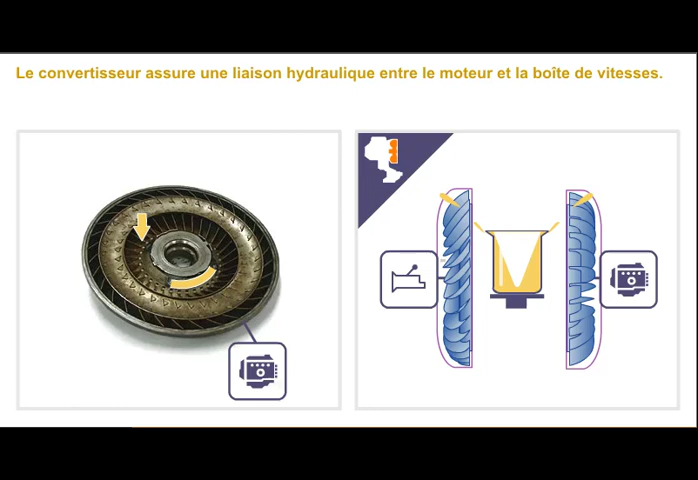 Le convertisseur assure une liaison hydraulique entre le moteur et la boîte de vitesses.